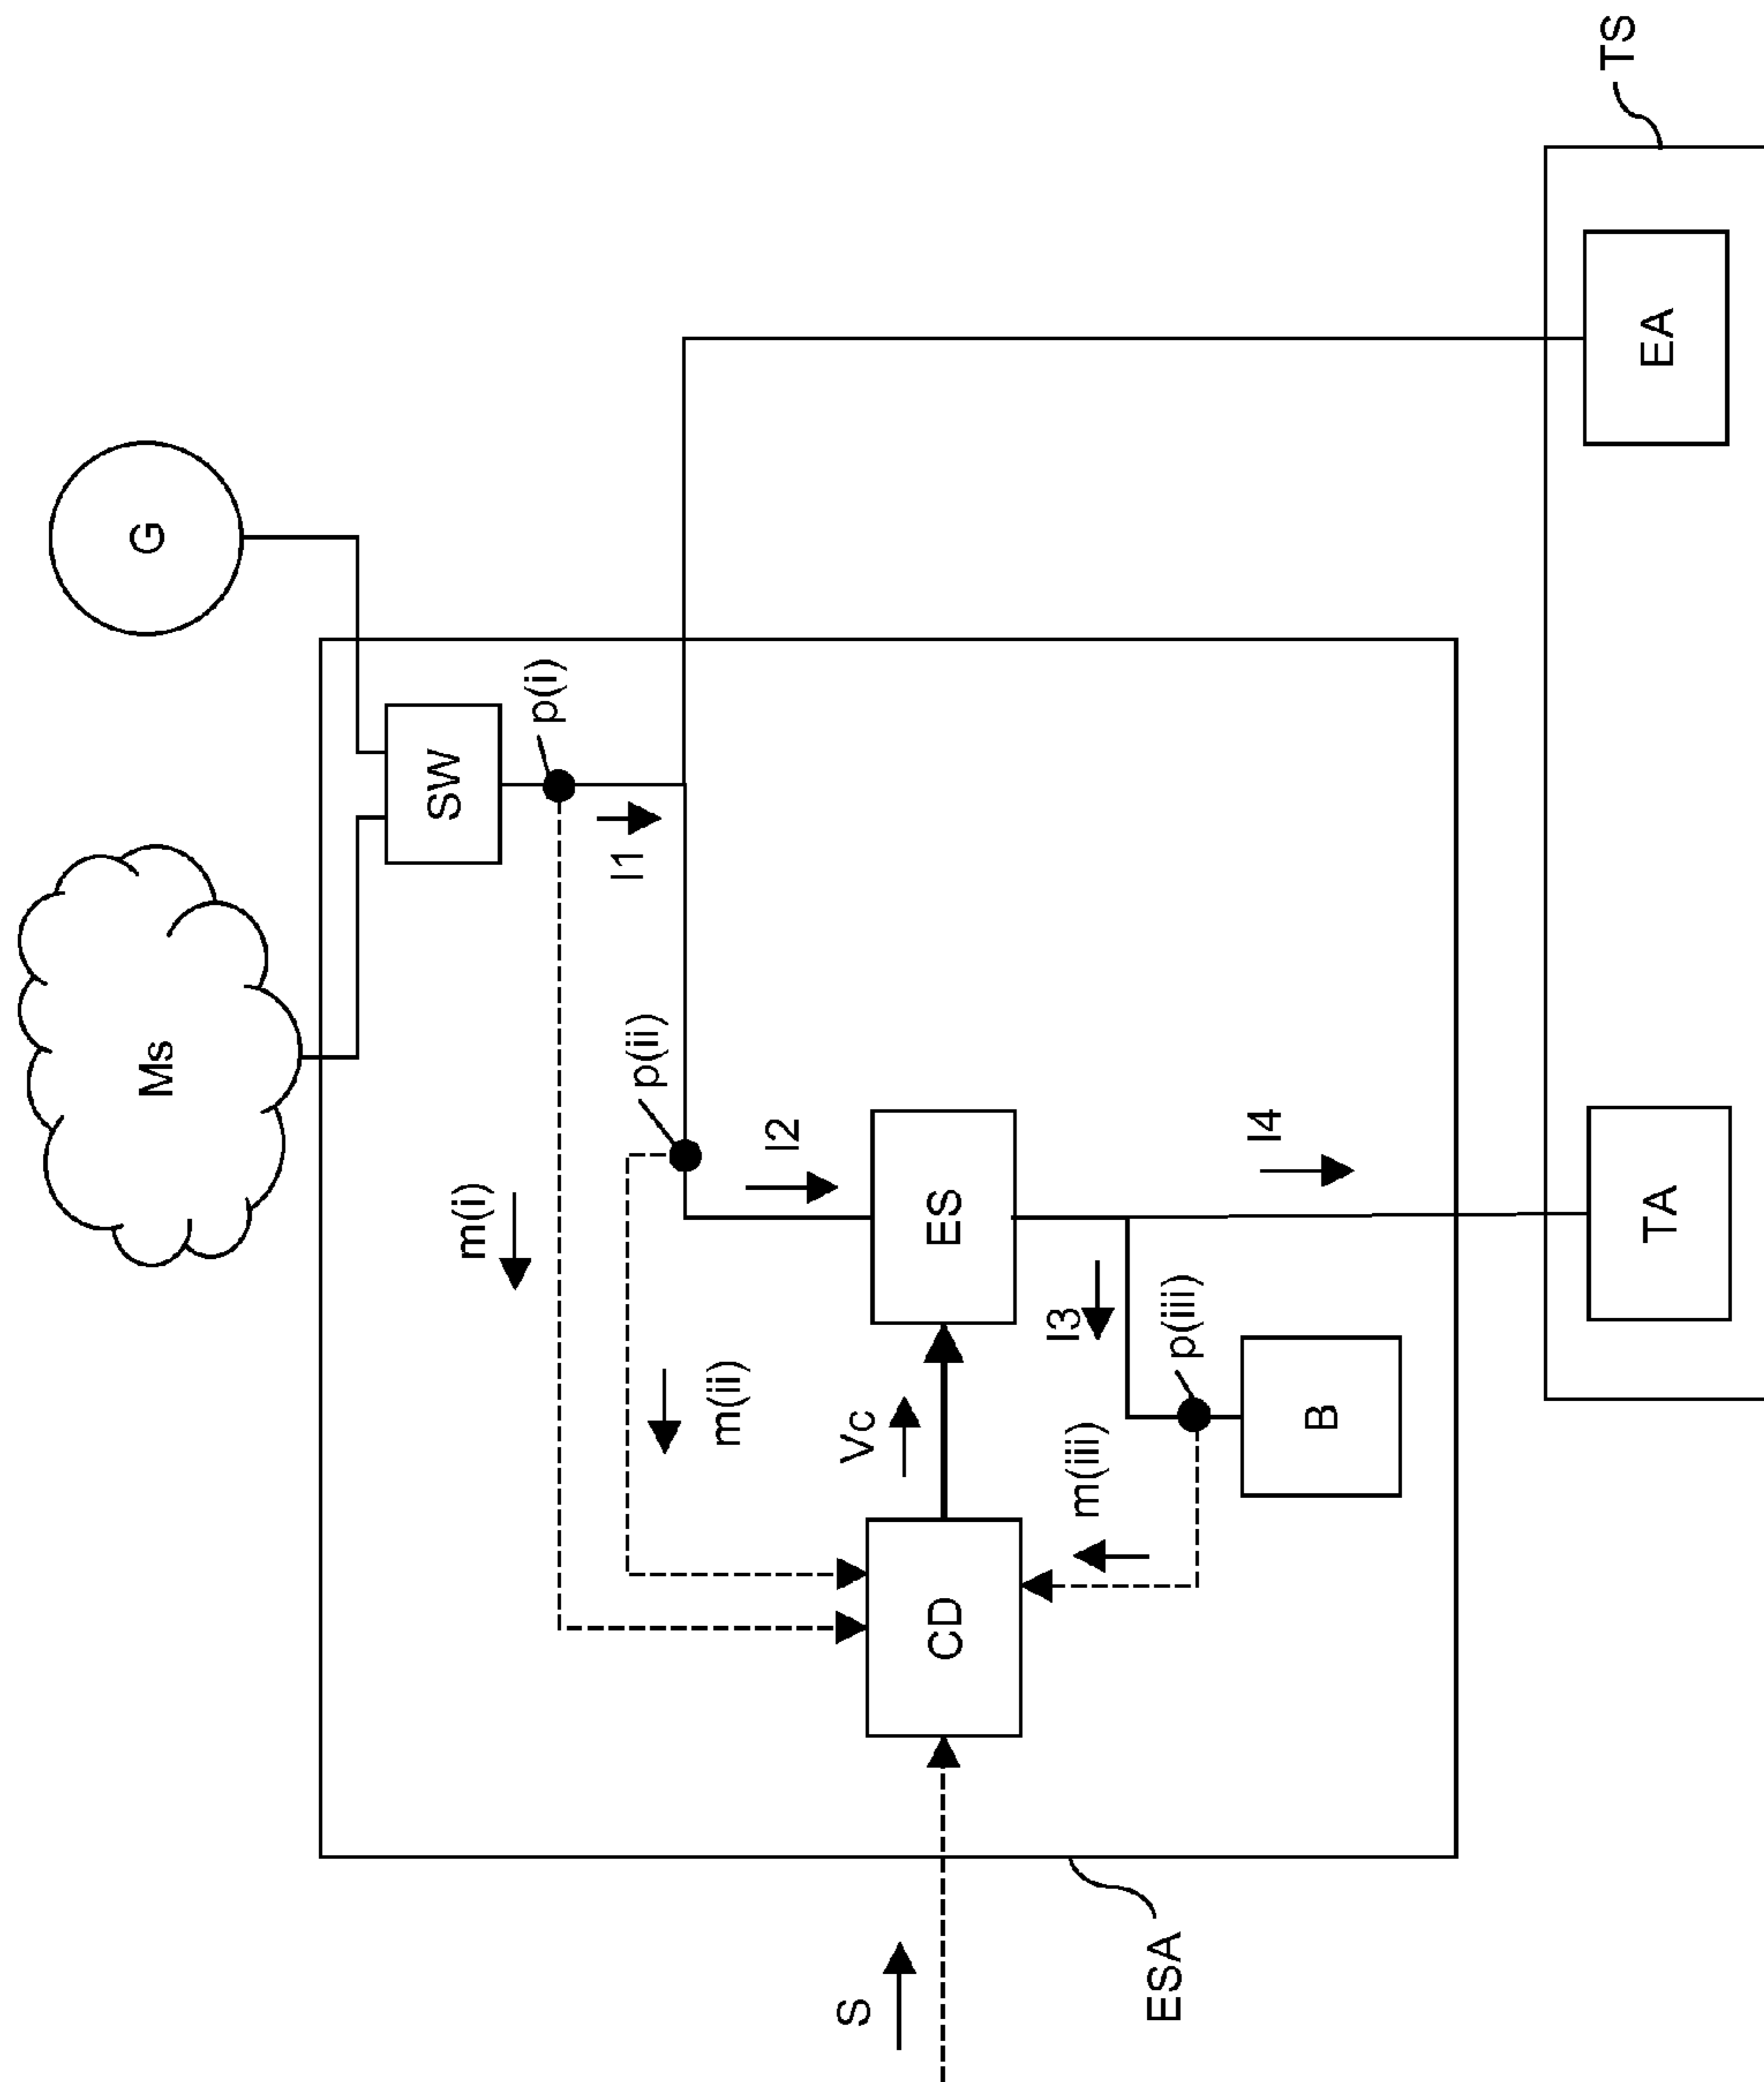 Ms
G
SW
p(i)
I1
m(i)
p(ii)
I2
m(ii)
ES
Vc
CD
I3
I4
p(iii)
m(iii)
B
S
ESA
TA
EA
TS